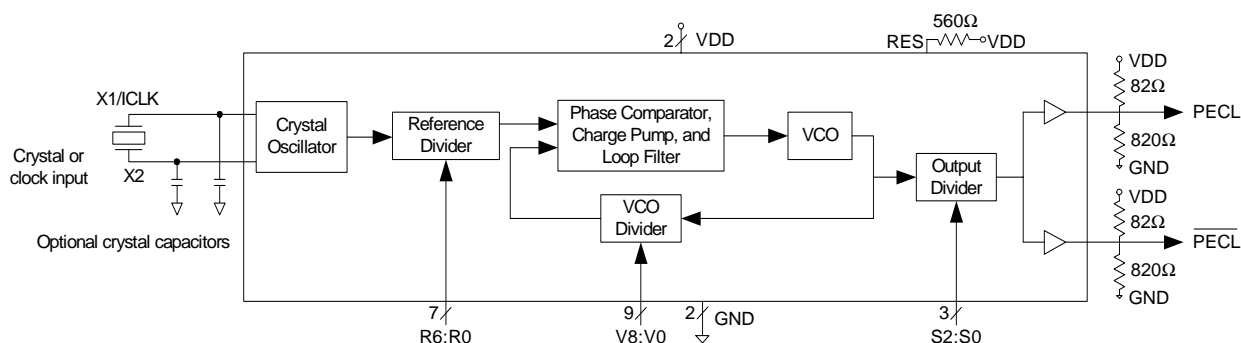 560Ω
2 VDD
RES VDD
VDD
82Ω
X1/ICLK
PECL
Crystal
Oscillator
Reference
Divider
Phase Comparator,
Charge Pump, and
Loop Filter
VCO
820Ω
GND
Crystal or
clock input
X2
Output
Divider
VDD
82Ω
VCO
Divider
Optional crystal capacitors
PECL
820Ω
GND
7
9
2
GND
3
R6:R0
V8:V0
S2:S0